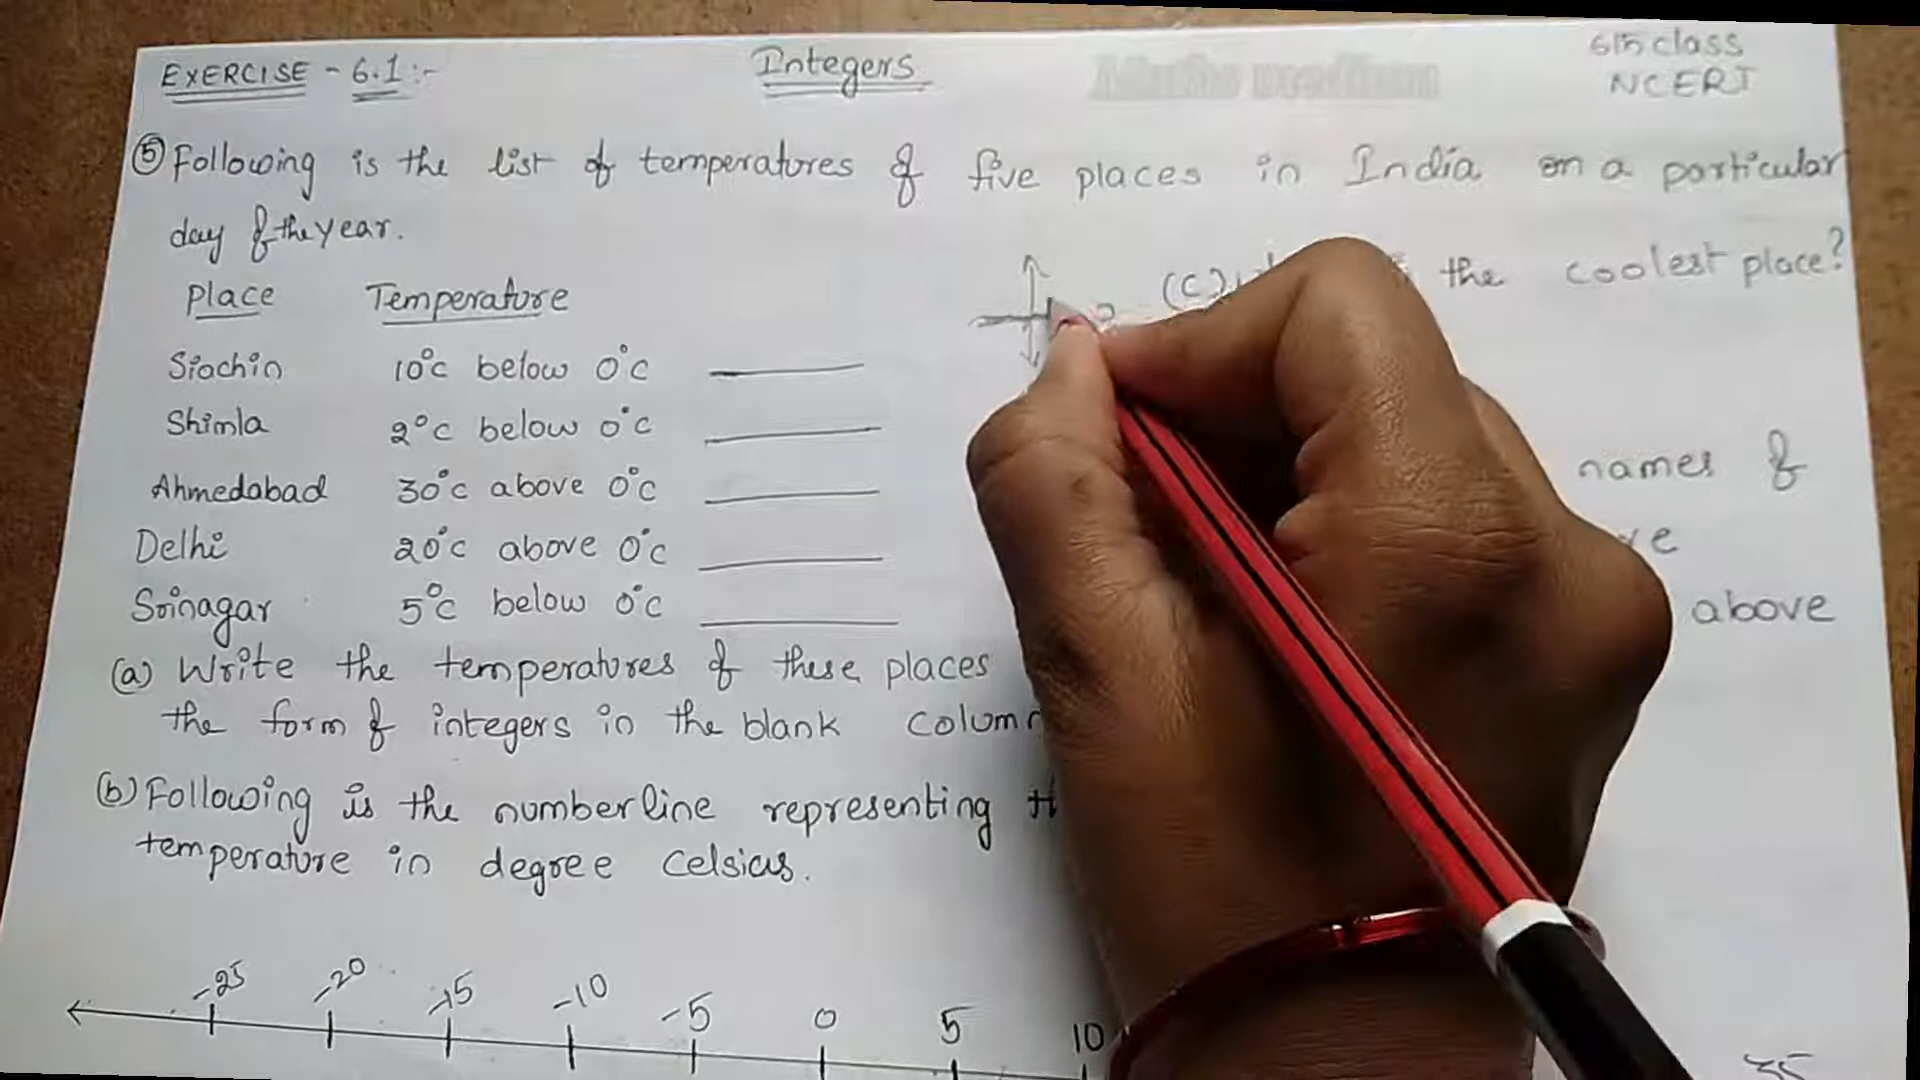 EXERCISE - 6.1 :-
Integers
6th class
NCERT
⑤ Following is the list of temperatures of five places in India on a particular
day of the year.
Place Temperature
Siachin 10°c below 0°c
Shimla 2°c below 0°c
Ahmedabad 30°c above 0°c
Delhi 20°c above 0°c
Srinagar 5°c below 0°c
(a) Write the temperatures of these places
the form of integers in the blank
(b) Following is the numberline representing
temperature in degree Celsius.
-25 -20 -15 -10 -5 0 5 10
35
(c) the coolest place?
names of
above